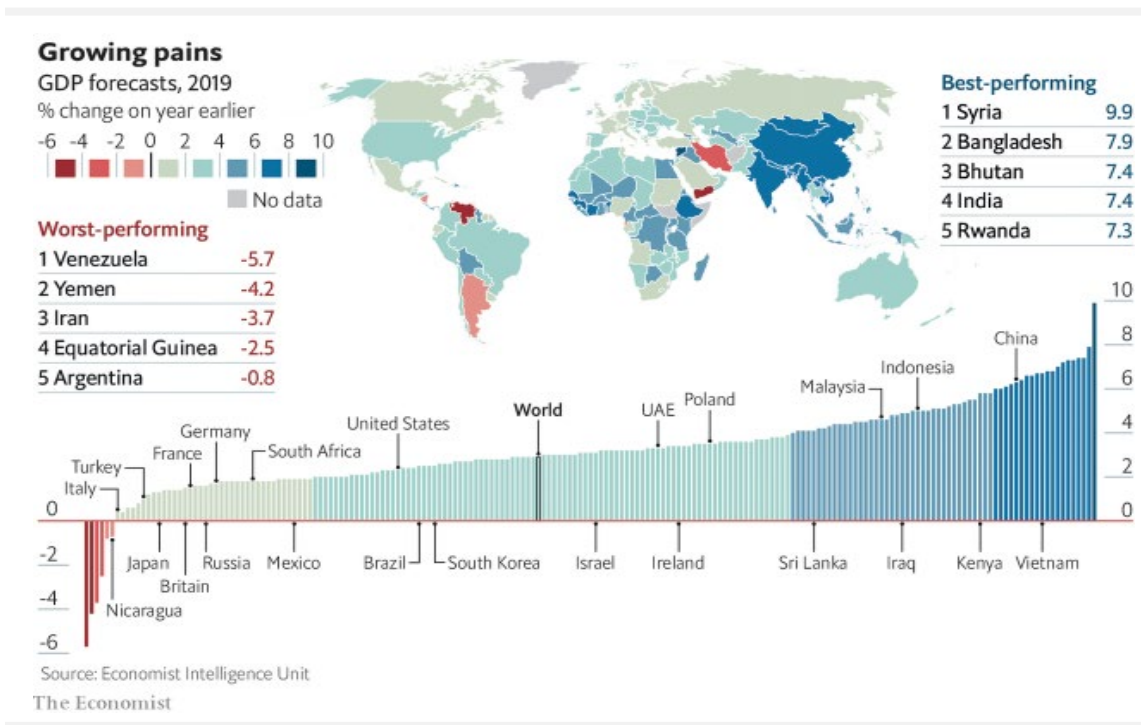 Growing pains
GDP forecasts, 2019
% change on year earlier
-6 -4 -2 0 2 4 6 8 10
No data
Worst-performing
1 Venezuela -5.7
2 Yemen -4.2
3 Iran -3.7
4 Equatorial Guinea -2.5
5 Argentina -0.8
Best-performing
1 Syria 9.9
2 Bangladesh 7.9
3 Bhutan 7.4
4 India 7.4
5 Rwanda 7.3
10
8
6
4
2
0
China
Indonesia
Malaysia
Poland
UAE
World
United States
South Africa
Germany
France
Turkey
Italy
0
-2
-4
-6
Nicaragua
Japan
Britain
Russia
Mexico
Brazil
South Korea
Israel
Ireland
Sri Lanka
Iraq
Kenya
Vietnam
Source: Economist Intelligence Unit
The Economist